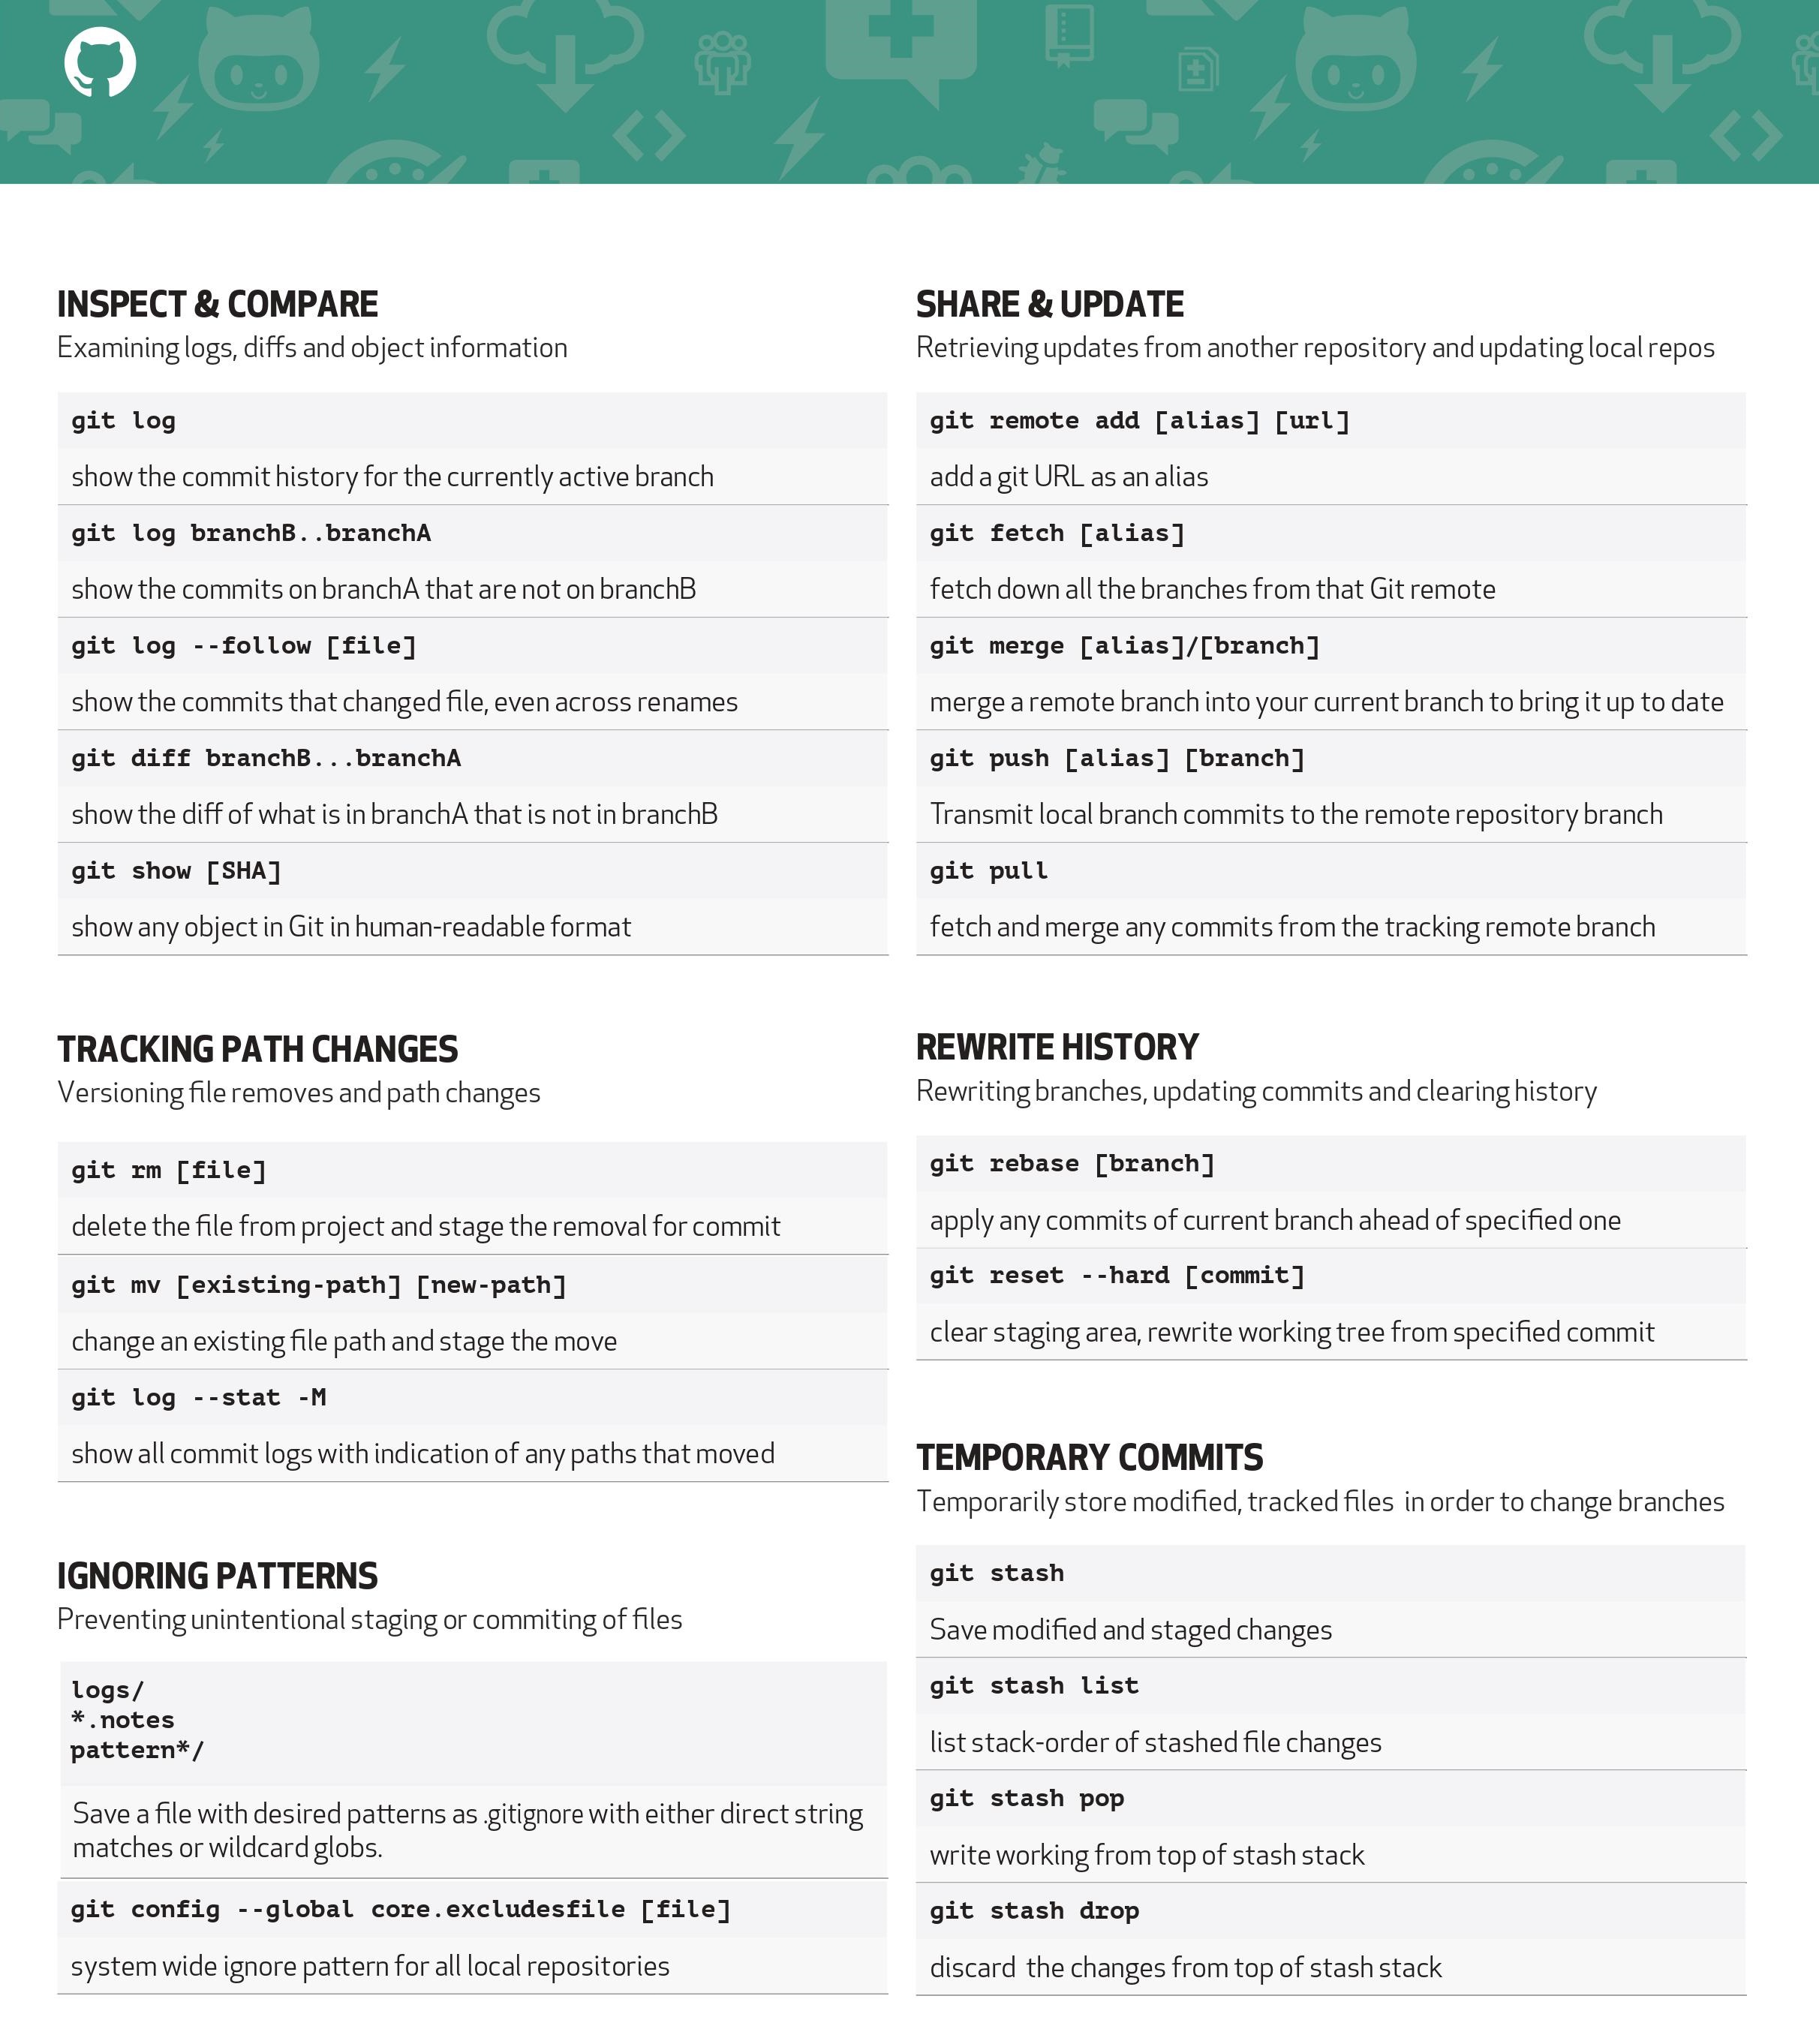 INSPECT & COMPARE
Examining logs, diffs and object information
git log
show the commit history for the currently active branch
git log branchB..branchA
show the commits on branchA that are not on branchB
git log --follow [file]
show the commits that changed file, even across renames
git diff branchB...branchA
show the diff of what is in branchA that is not in branchB
git show [SHA]
show any object in Git in human-readable format
TRACKING PATH CHANGES
Versioning file removes and path changes
git rm [file]
delete the file from project and stage the removal for commit
git mv [existing-path] [new-path]
change an existing file path and stage the move
git log --stat -M
show all commit logs with indication of any paths that moved
IGNORING PATTERNS
Preventing unintentional staging or commiting of files
logs/
*.notes
pattern*/
Save a file with desired patterns as .gitignore with either direct string
matches or wildcard globs.
git config --global core.excludesfile [file]
system wide ignore pattern for all local repositories
SHARE & UPDATE
Retrieving updates from another repository and updating local repos
git remote add [alias] [url]
add a git URL as an alias
git fetch [alias]
fetch down all the branches from that Git remote
git merge [alias]/[branch]
merge a remote branch into your current branch to bring it up to date
git push [alias] [branch]
Transmit local branch commits to the remote repository branch
git pull
fetch and merge any commits from the tracking remote branch
REWRITE HISTORY
Rewriting branches, updating commits and clearing history
git rebase [branch]
apply any commits of current branch ahead of specified one
git reset --hard [commit]
clear staging area, rewrite working tree from specified commit
TEMPORARY COMMITS
Temporarily store modified, tracked files in order to change branches
git stash
Save modified and staged changes
git stash list
list stack-order of stashed file changes
git stash pop
write working from top of stash stack
git stash drop
discard the changes from top of stash stack